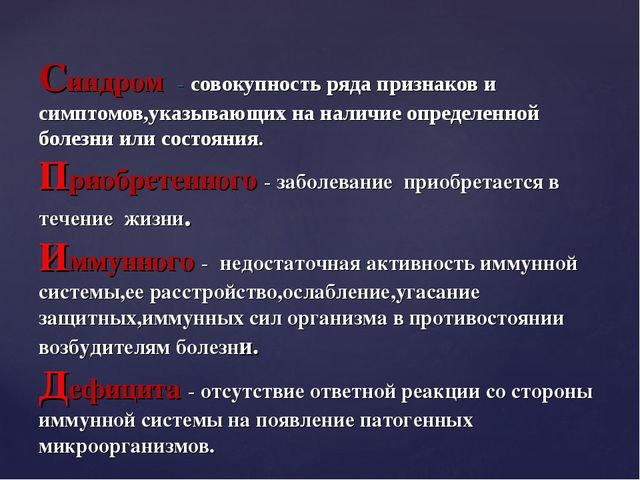 Синдром - совокупность ряда признаков и
симптомов,указывающих на наличие определенной
болезни или состояния.
Приобретенного - заболевание приобретается в
течение жизни.
Иммунного - недостаточная активность иммунной
системы,ее расстройство,ослабление,угасание
защитных,иммунных сил организма в противостоянии
возбудителям болезни.
Дефицита - отсутствие ответной реакции со стороны
иммунной системы на появление патогенных
микроорганизмов.